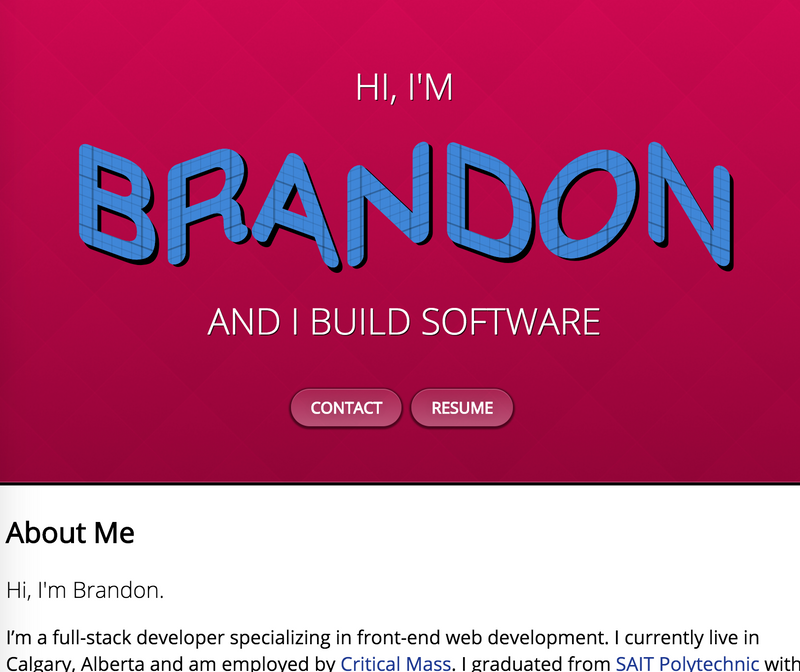 HI, I'M
BRANDON
AND I BUILD SOFTWARE
CONTACT RESUME
About Me
Hi, I'm Brandon.
I’m a full-stack developer specializing in front-end web development. I currently live in
Calgary, Alberta and am employed by Critical Mass. I graduated from SAIT Polytechnic with